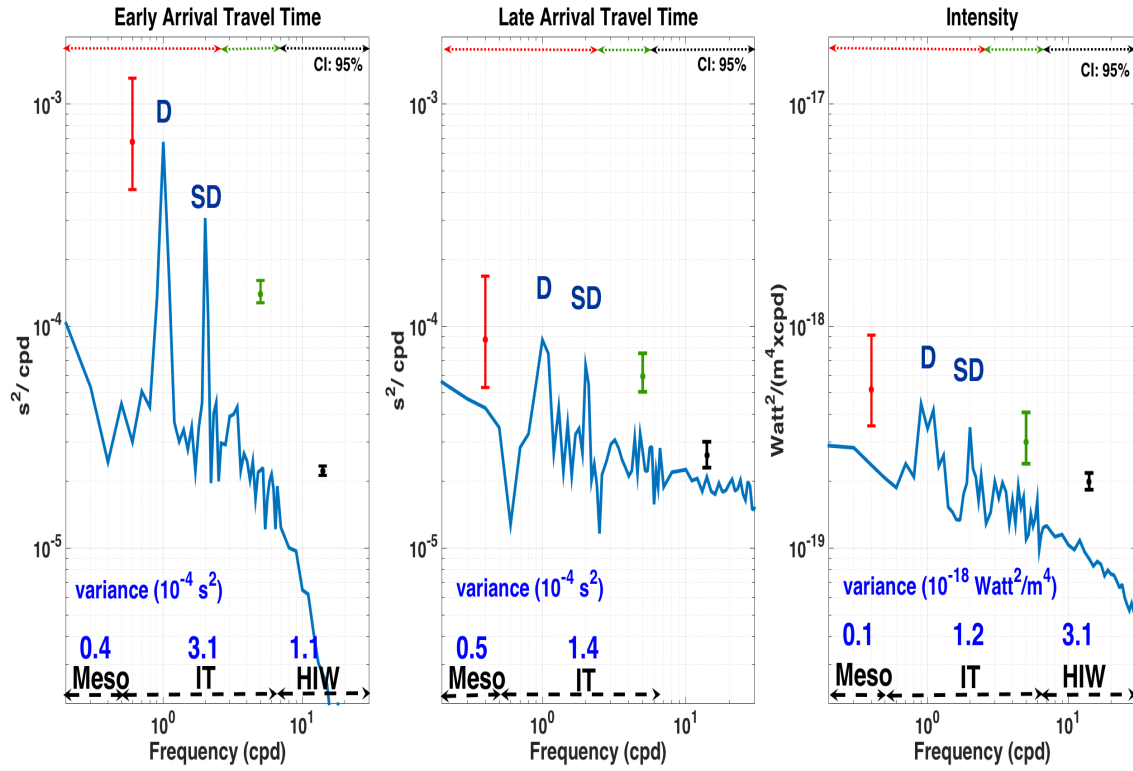 Early Arrival Travel Time
CI: 95%
D
SD
10^-3
10^-4
10^-5
s^2/ cpd
variance (10^-4 s^2)
0.4 3.1 1.1
Meso IT HIW
10^0 10^1
Frequency (cpd)
Late Arrival Travel Time
CI: 95%
D
SD
10^-3
10^-4
10^-5
s^2/ cpd
variance (10^-4 s^2)
0.5 1.4
Meso IT
10^0 10^1
Frequency (cpd)
Intensity
CI: 95%
D
SD
10^-17
10^-18
10^-19
Watt^2/(m^4xcpd)
variance (10^-18 Watt^2/m^4)
0.1 1.2 3.1
Meso IT HIW
10^0 10^1
Frequency (cpd)